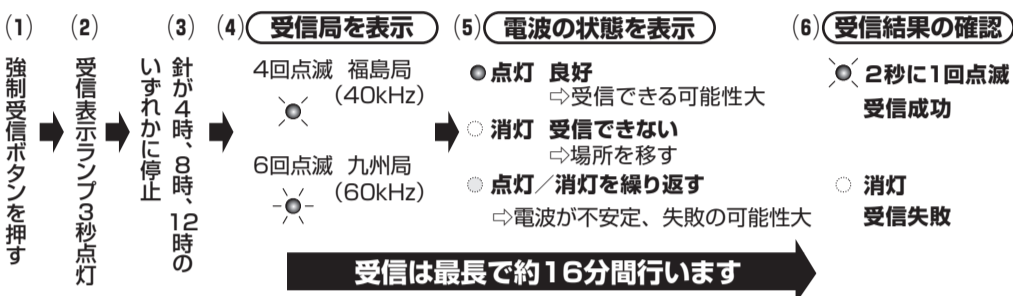 (1)
強制受信ボタンを押す
(2)
受信表示ランプ3秒点灯
(3)
針が4時、8時、12時の
いずれかに停止
(4) 受信局を表示
4回点滅 福島局
(40kHz)
6回点滅 九州局
(60kHz)
(5) 電波の状態を表示
点灯 良好
⇨受信できる可能性大
消灯 受信できない
⇨場所を移す
点灯/消灯を繰り返す
⇨電波が不安定、失敗の可能性大
(6) 受信結果の確認
2秒に1回点滅
受信成功
消灯
受信失敗
受信は最長で約16分間行います